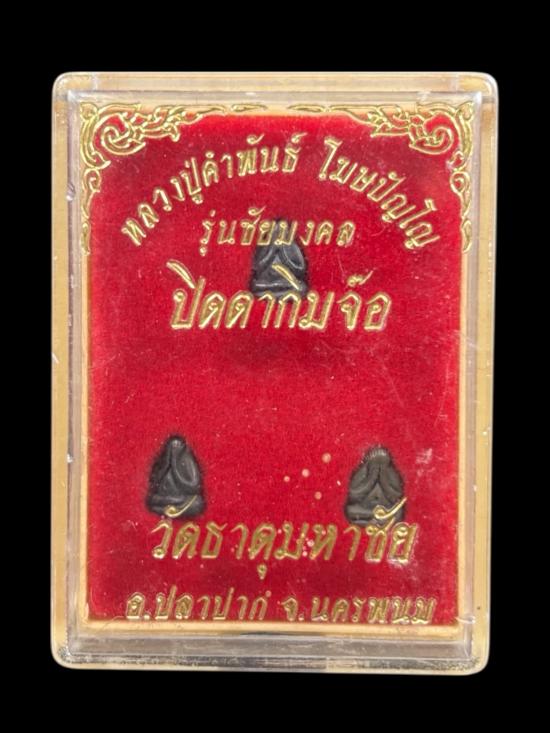 หลวงปู่คำพันธ์ โฆษปัญโญ
รุ่นชัยมงคล
ปิดตากิมจ๊อ
วัดธาตุมหาชัย
อ.ปลาปาก จ.นครพนม